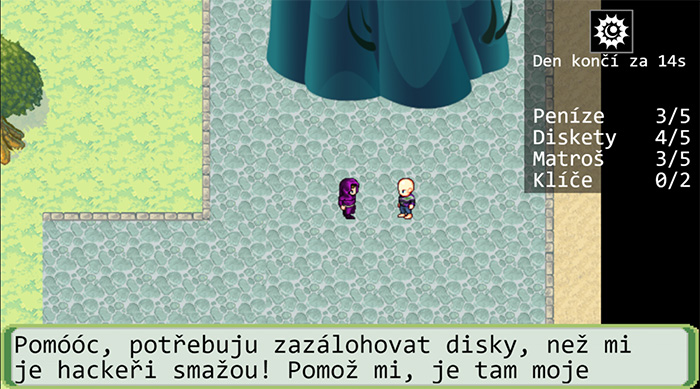 Den končí za 14s
Peníze 3/5
Diskety 4/5
Matroš 3/5
Klíče 0/2
Pomóóc, potřebuju zazálohovat disky, než mi
je hackeři smažou! Pomož mi, je tam moje